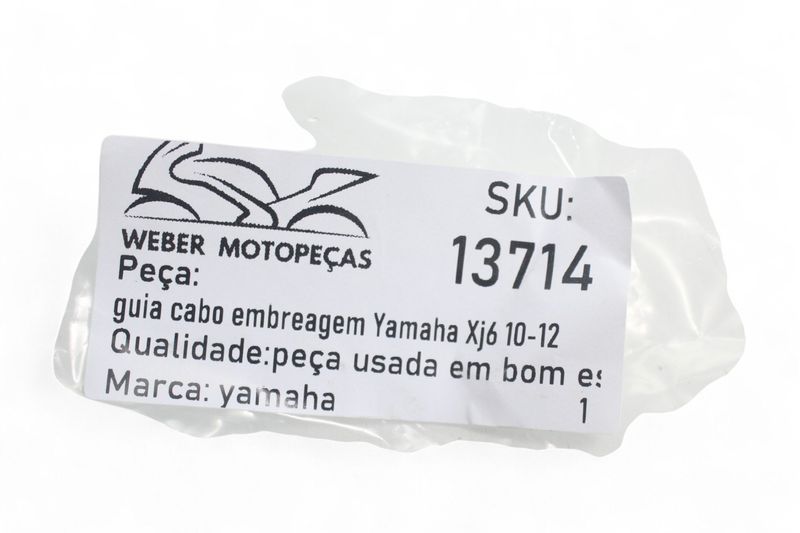 WEBER MOTOPEÇAS
SKU:
13714
Peça:
guia cabo embreagem Yamaha Xj6 10-12
Qualidade:peça usada em bom es
Marca: yamaha
1